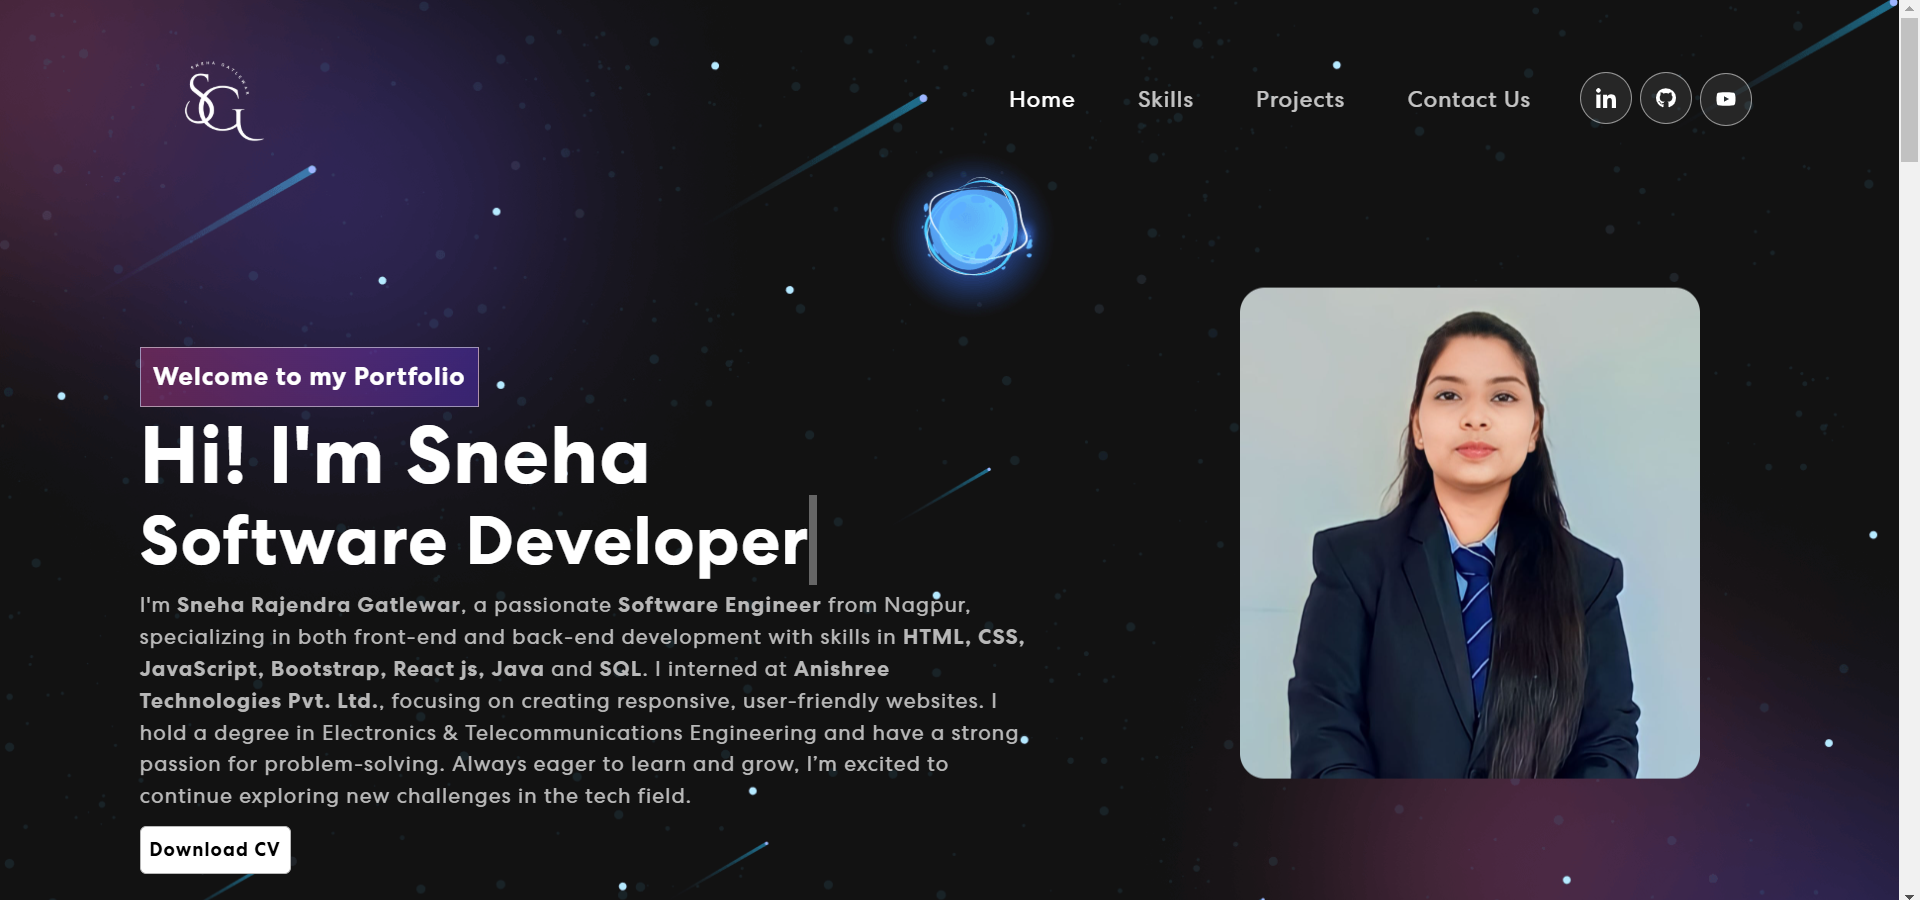 SNEHA GATLEWAR
SG
Home Skills Projects Contact Us
in
Welcome to my Portfolio
Hi! I'm Sneha
Software Developer
I'm Sneha Rajendra Gatlewar, a passionate Software Engineer from Nagpur,
specializing in both front-end and back-end development with skills in HTML, CSS,
JavaScript, Bootstrap, React js, Java and SQL. I interned at Anishree
Technologies Pvt. Ltd., focusing on creating responsive, user-friendly websites. I
hold a degree in Electronics & Telecommunications Engineering and have a strong
passion for problem-solving. Always eager to learn and grow, I’m excited to
continue exploring new challenges in the tech field.
Download CV